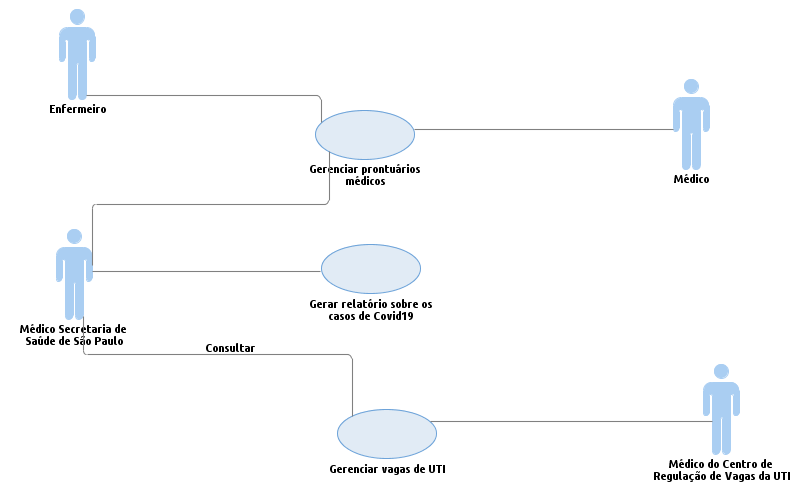 Enfermeiro
Gerenciar prontuários
médicos
Médico
Médico Secretaria de
Saúde de São Paulo
Gerar relatório sobre os
casos de Covid19
Consultar
Gerenciar vagas de UTI
Médico do Centro de
Regulação de Vagas da UTI